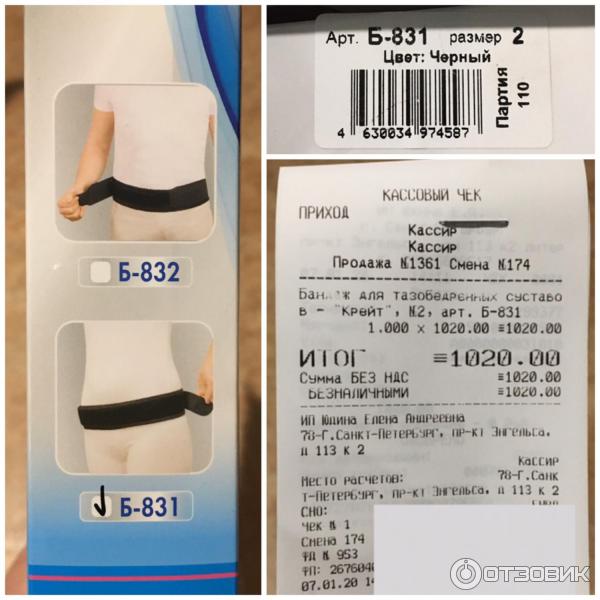 Б-832
Б-831
Арт. Б-831 размер 2
Цвет: Черный
Партия
110
4 630034 974587
КАССОВЫЙ ЧЕК
ПРИХОД
Кассир
Кассир
Продажа №1361 Смена №174
Бандаж для тазобедренных суставо
в - "Крейт", №2, арт. Б-831
1.000 x 1020.00 ≡1020.00
ИТОГ ≡1020.00
Сумма БЕЗ НДС ≡1020.00
БЕЗНАЛИЧНЫМИ ≡1020.00
ИП Юдина Елена Андреевна
78-Г.Санкт-Петербург, пр-кт Энгельса,
д 113 к 2
Кассир
Место расчетов: 78-Г.Санк
т-Петербург, пр-кт Энгельса, д 113 к 2
СНО:
Чек № 1
Смена 174
ФД № 953
ФП: 2676040
07.01.20 14
ОТЗОВИК